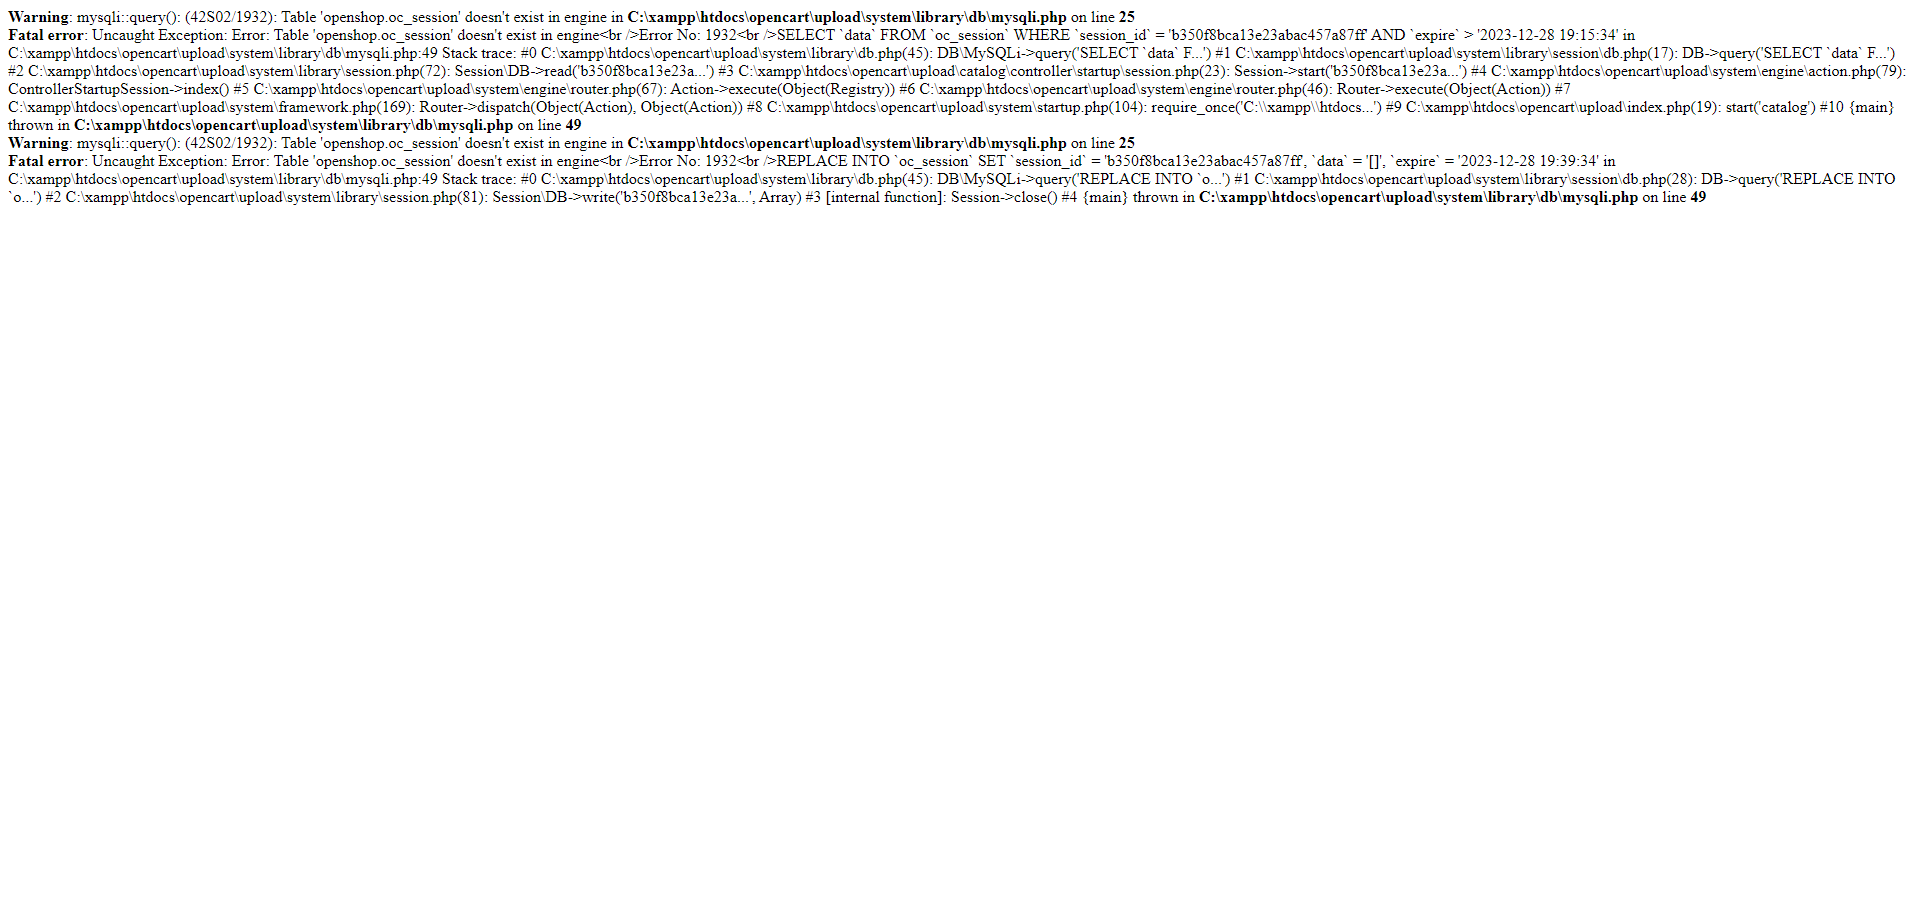 Warning: mysqli::query(): (42S02/1932): Table 'openshop.oc_session' doesn't exist in engine in C:\xampp\htdocs\opencart\upload\system\library\db\mysqli.php on line 25
Fatal error: Uncaught Exception: Error: Table 'openshop.oc_session' doesn't exist in engine<br />Error No: 1932<br />SELECT `data` FROM `oc_session` WHERE `session_id` = 'b350f8bca13e23abac457a87ff' AND `expire` > '2023-12-28 19:15:34' in
C:\xampp\htdocs\opencart\upload\system\library\db\mysqli.php:49 Stack trace: #0 C:\xampp\htdocs\opencart\upload\system\library\db.php(45): DB\MySQLi->query('SELECT `data` F...') #1 C:\xampp\htdocs\opencart\upload\system\library\session\db.php(17): DB->query('SELECT `data` F...')
#2 C:\xampp\htdocs\opencart\upload\system\library\session.php(72): Session\DB->read('b350f8bca13e23a...') #3 C:\xampp\htdocs\opencart\upload\catalog\controller\startup\session.php(23): Session->start('b350f8bca13e23a...') #4 C:\xampp\htdocs\opencart\upload\system\engine\action.php(79):
ControllerStartupSession->index() #5 C:\xampp\htdocs\opencart\upload\system\engine\router.php(67): Action->execute(Object(Registry)) #6 C:\xampp\htdocs\opencart\upload\system\engine\router.php(46): Router->execute(Object(Action)) #7
C:\xampp\htdocs\opencart\upload\system\framework.php(169): Router->dispatch(Object(Action), Object(Action)) #8 C:\xampp\htdocs\opencart\upload\system\startup.php(104): require_once('C:\\xampp\\htdocs...') #9 C:\xampp\htdocs\opencart\upload\index.php(19): start('catalog') #10 {main}
thrown in C:\xampp\htdocs\opencart\upload\system\library\db\mysqli.php on line 49
Warning: mysqli::query(): (42S02/1932): Table 'openshop.oc_session' doesn't exist in engine in C:\xampp\htdocs\opencart\upload\system\library\db\mysqli.php on line 25
Fatal error: Uncaught Exception: Error: Table 'openshop.oc_session' doesn't exist in engine<br />Error No: 1932<br />REPLACE INTO `oc_session` SET `session_id` = 'b350f8bca13e23abac457a87ff', `data` = '[]', `expire` = '2023-12-28 19:39:34' in
C:\xampp\htdocs\opencart\upload\system\library\db\mysqli.php:49 Stack trace: #0 C:\xampp\htdocs\opencart\upload\system\library\db.php(45): DB\MySQLi->query('REPLACE INTO `o...') #1 C:\xampp\htdocs\opencart\upload\system\library\session\db.php(28): DB->query('REPLACE INTO
`o...') #2 C:\xampp\htdocs\opencart\upload\system\library\session.php(81): Session\DB->write('b350f8bca13e23a...', Array) #3 [internal function]: Session->close() #4 {main} thrown in C:\xampp\htdocs\opencart\upload\system\library\db\mysqli.php on line 49